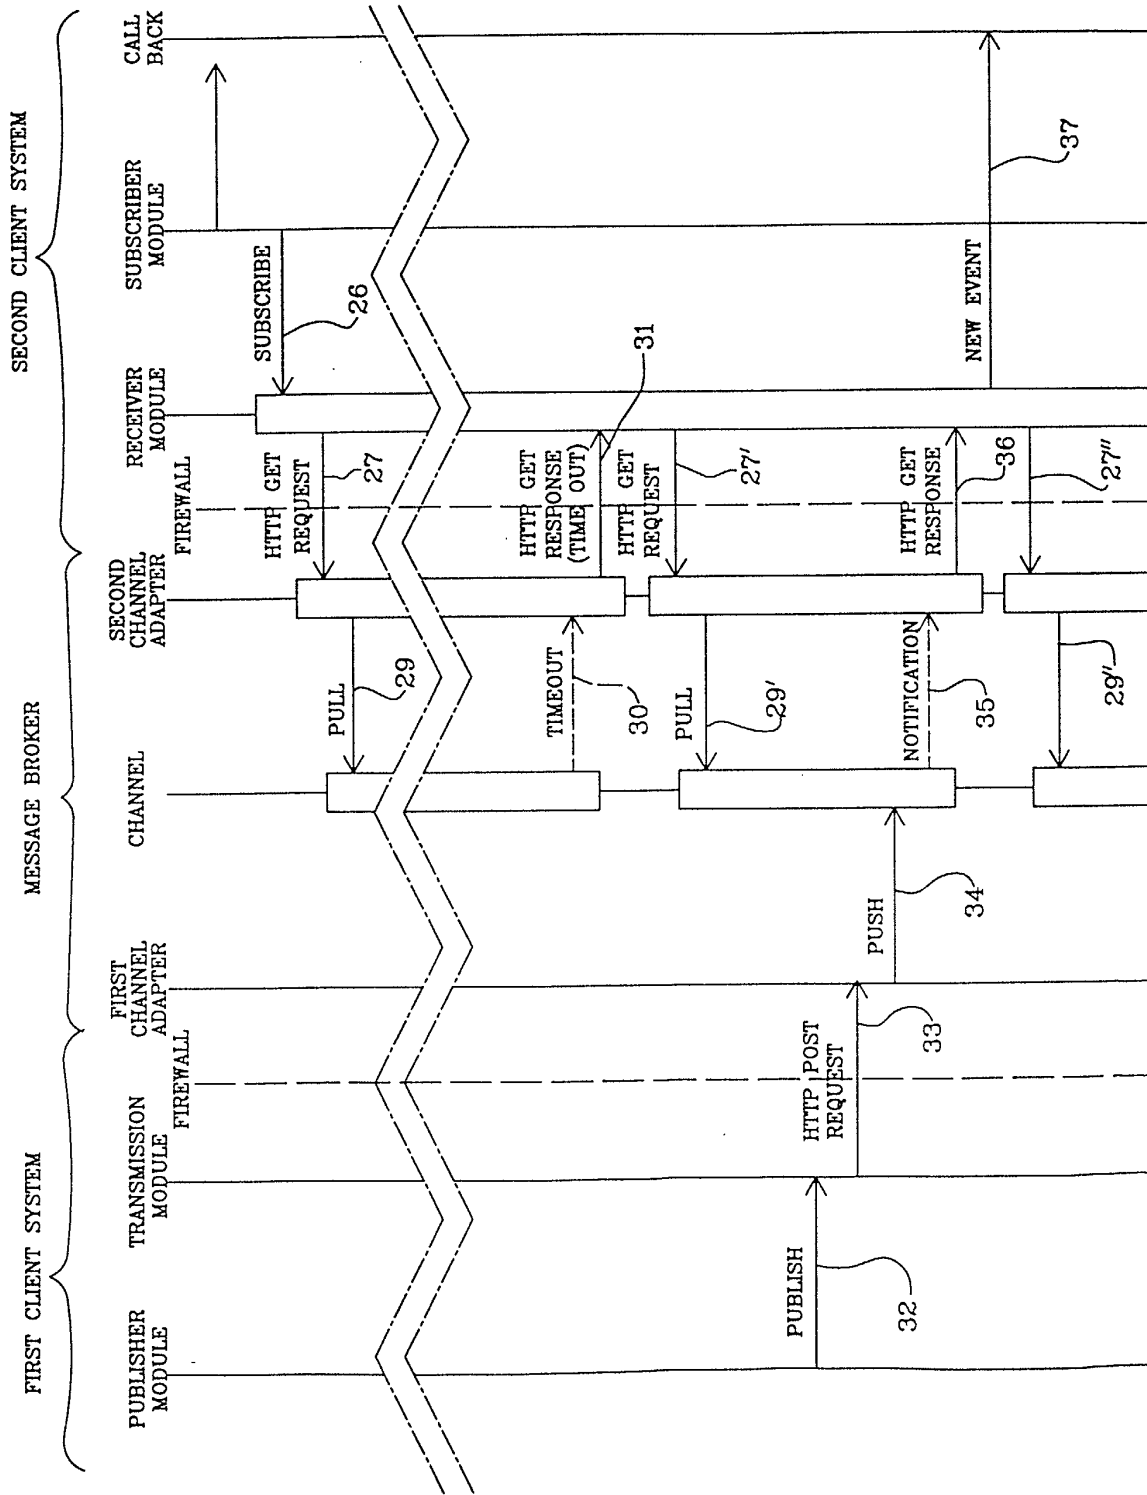 FIRST CLIENT SYSTEM
MESSAGE BROKER
SECOND CLIENT SYSTEM
PUBLISHER
MODULE
TRANSMISSION
MODULE
FIREWALL
FIRST
CHANNEL
ADAPTER
CHANNEL
SECOND
CHANNEL
ADAPTER
FIREWALL
RECEIVER
MODULE
SUBSCRIBER
MODULE
CALL
BACK
SUBSCRIBE
26
HTTP GET
REQUEST
27
PULL
29
TIMEOUT
30
HTTP GET
RESPONSE
(TIME OUT)
31
HTTP GET
REQUEST
27'
PULL
29'
PUBLISH
32
HTTP POST
REQUEST
33
PUSH
34
NOTIFICATION
35
HTTP GET
RESPONSE
36
NEW EVENT
37
27"
29"